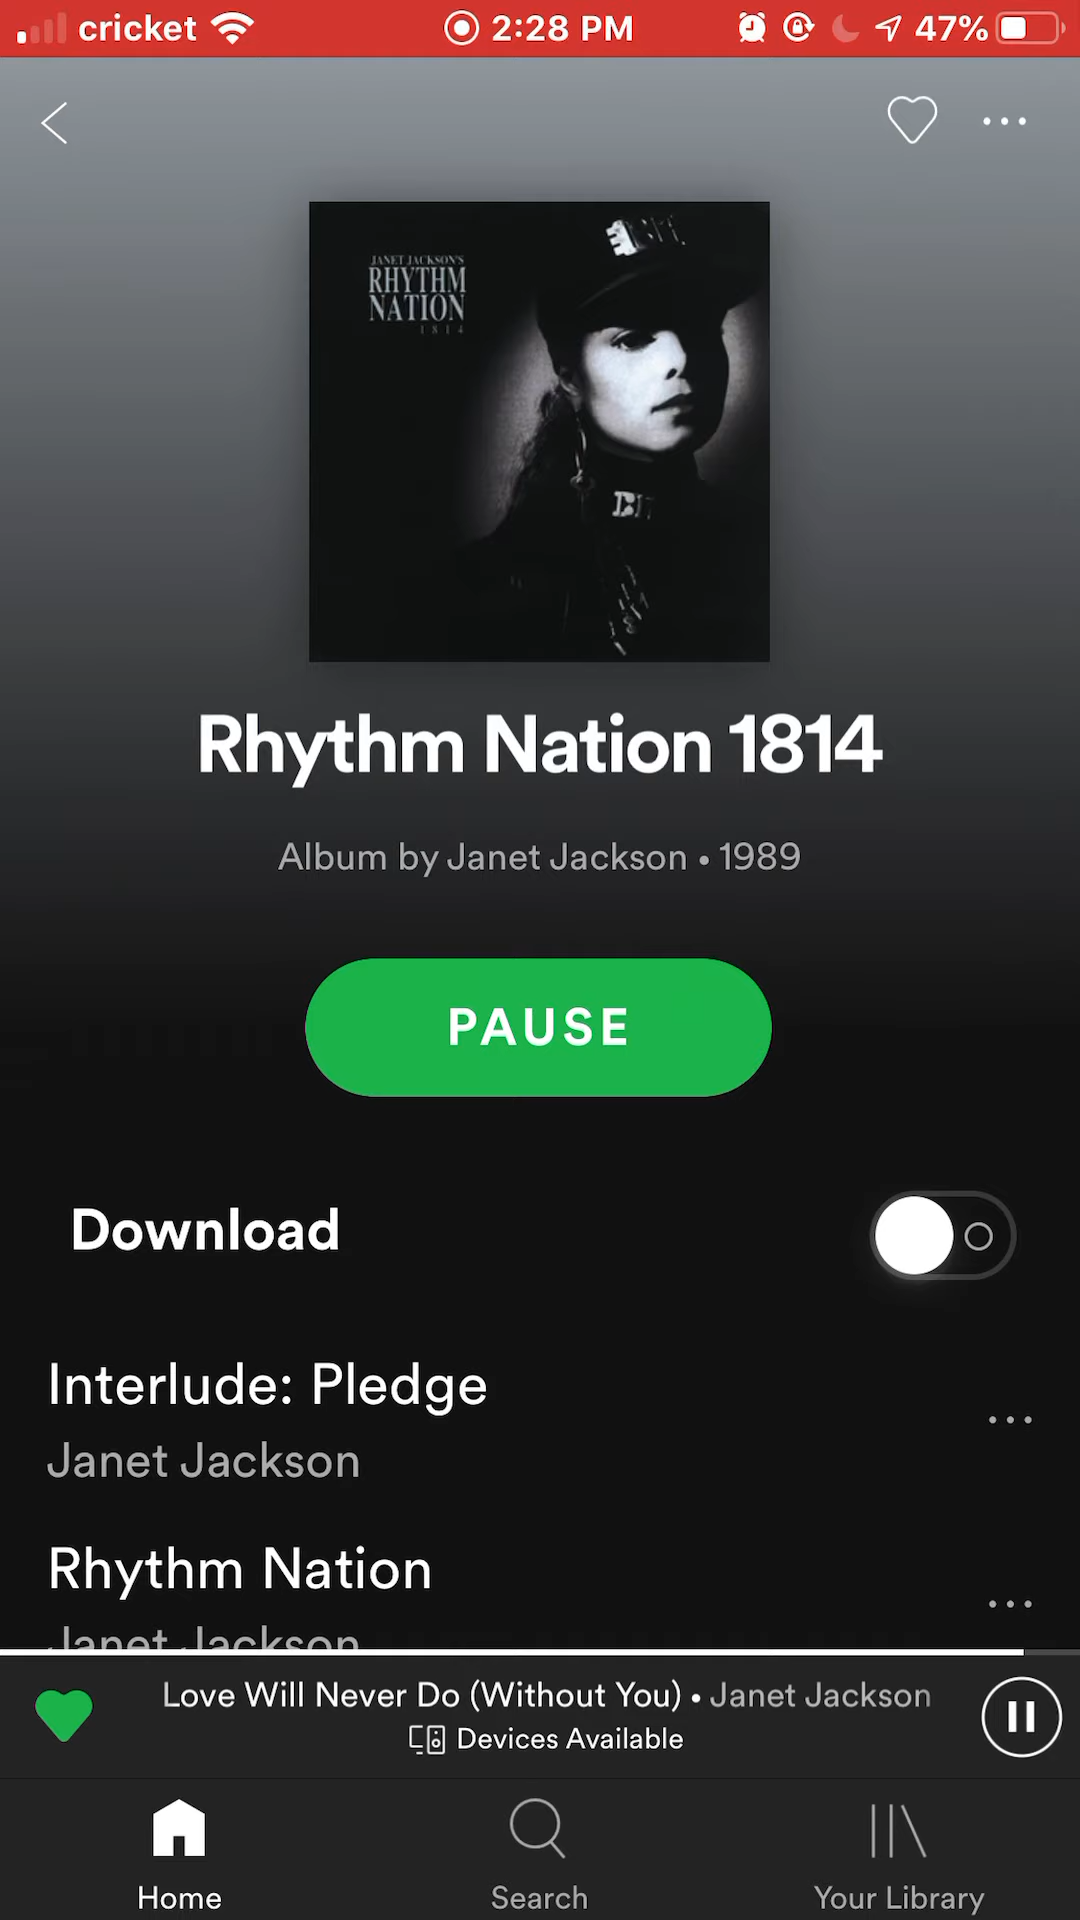 cricket 2:28 PM 47%
JANET JACKSON'S
RHYTHM
NATION
1814
Rhythm Nation 1814
Album by Janet Jackson • 1989
PAUSE
Download
Interlude: Pledge
Janet Jackson
Rhythm Nation
Janet Jackson
Love Will Never Do (Without You) • Janet Jackson
Devices Available
Home Search Your Library